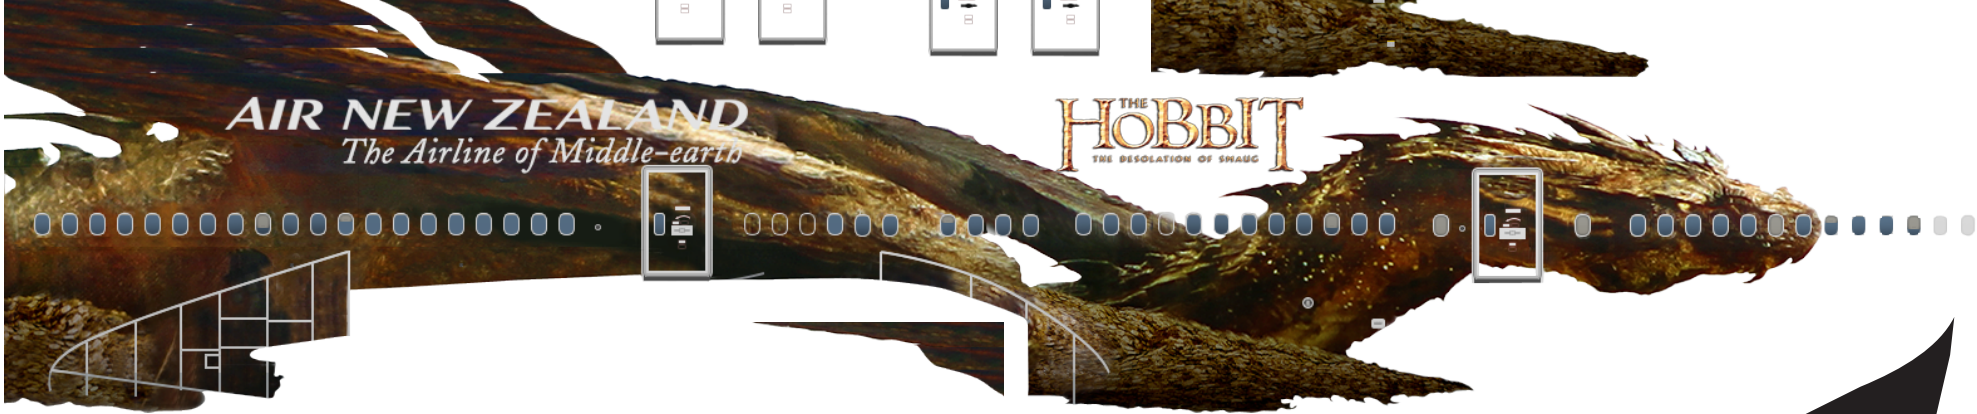 AIR NEW ZEALAND
The Airline of Middle-earth
THE
HOBBIT
THE DESOLATION OF SMAUG